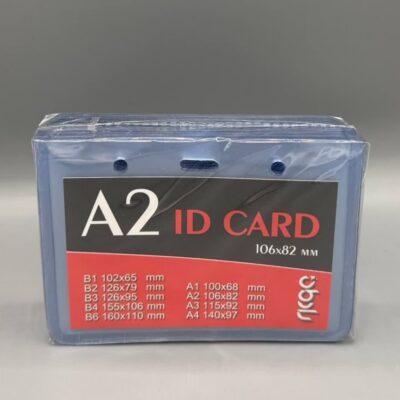 A2 ID CARD
106x82 MM
B1 102x65 mm
B2 126x79 mm
B3 126x95 mm
B4 155x106 mm
B6 160x110 mm
A1 100x68 mm
A2 106x82 mm
A3 115x92 mm
A4 140x97 mm